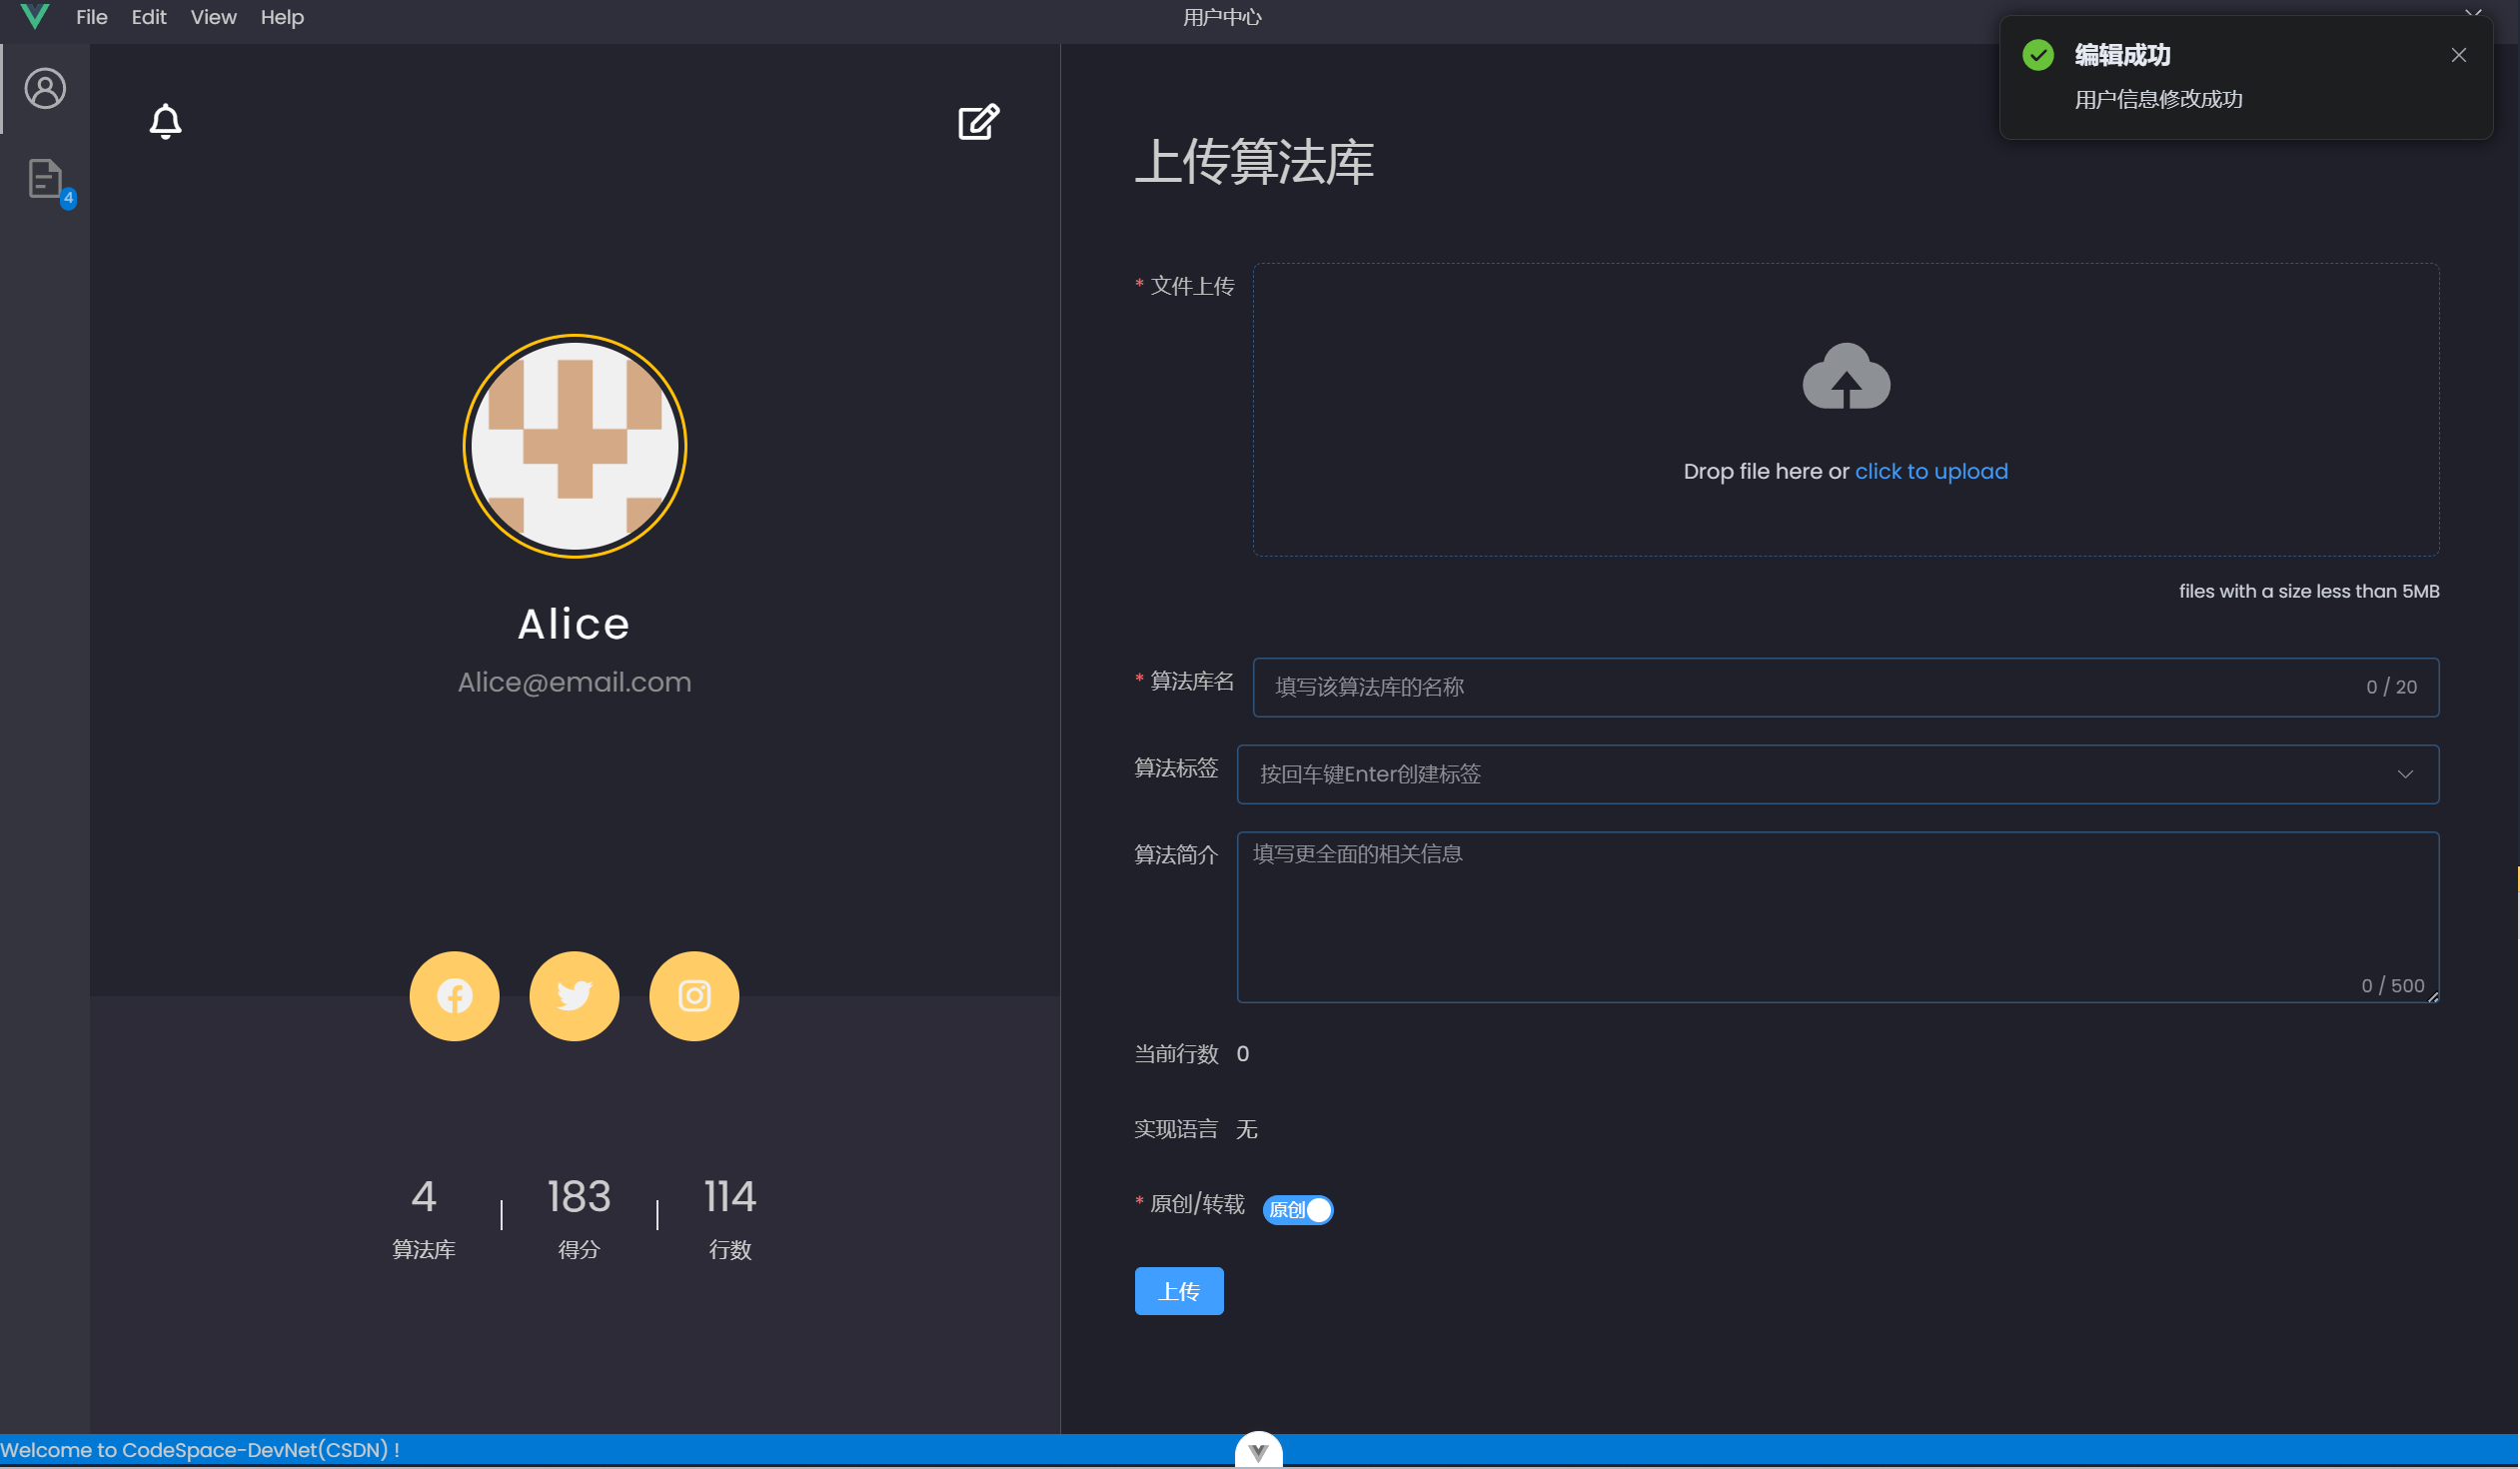 File Edit View Help
用户中心
编辑成功
用户信息修改成功
4
Alice
Alice@email.com
4
算法库
183
得分
114
行数
上传算法库
* 文件上传
Drop file here or click to upload
files with a size less than 5MB
* 算法库名 填写该算法库的名称 0 / 20
算法标签 按回车键Enter创建标签
算法简介 填写更全面的相关信息
0 / 500
当前行数 0
实现语言 无
* 原创/转载 原创
上传
Welcome to CodeSpace-DevNet(CSDN) !